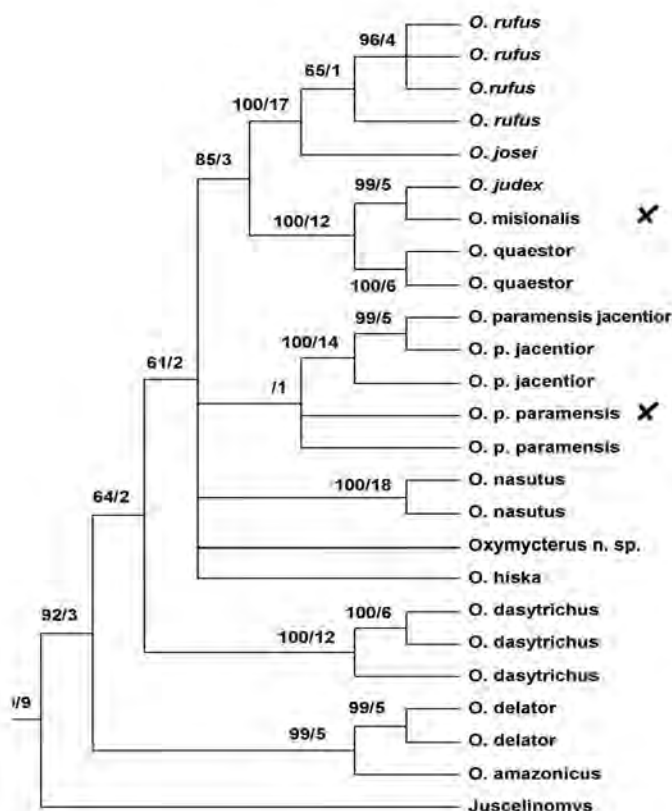 O. rufus
96/4
O. rufus
65/1
O.rufus
100/17
O. rufus
85/3
O. josei
99/5
O. judex
100/12
O. misionalis
O. quaestor
100/6
O. quaestor
99/5
O. paramensis jacentior
100/14
O. p. jacentior
61/2
O. p. jacentior
/1
O. p. paramensis
O. p. paramensis
100/18
O. nasutus
64/2
O. nasutus
Oxymycterus n. sp.
O. hiska
92/3
100/6
O. dasytrichus
100/12
O. dasytrichus
O. dasytrichus
/9
99/5
O. delator
99/5
O. delator
O. amazonicus
Juscelinomys